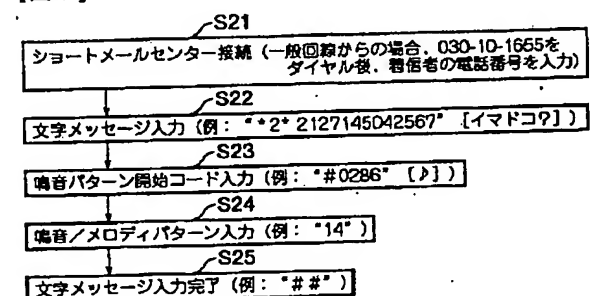 S21
ショートメールセンター接続（一般回線からの場合，030-10-1655を
ダイヤル後，着信者の電話番号を入力）
S22
文字メッセージ入力（例："*2* 2127145042567"［イマドコ?］）
S23
鳴音パターン開始コード入力（例："#0286"［♪］）
S24
鳴音／メロディパターン入力（例："14"）
S25
文字メッセージ入力完了（例："##"）